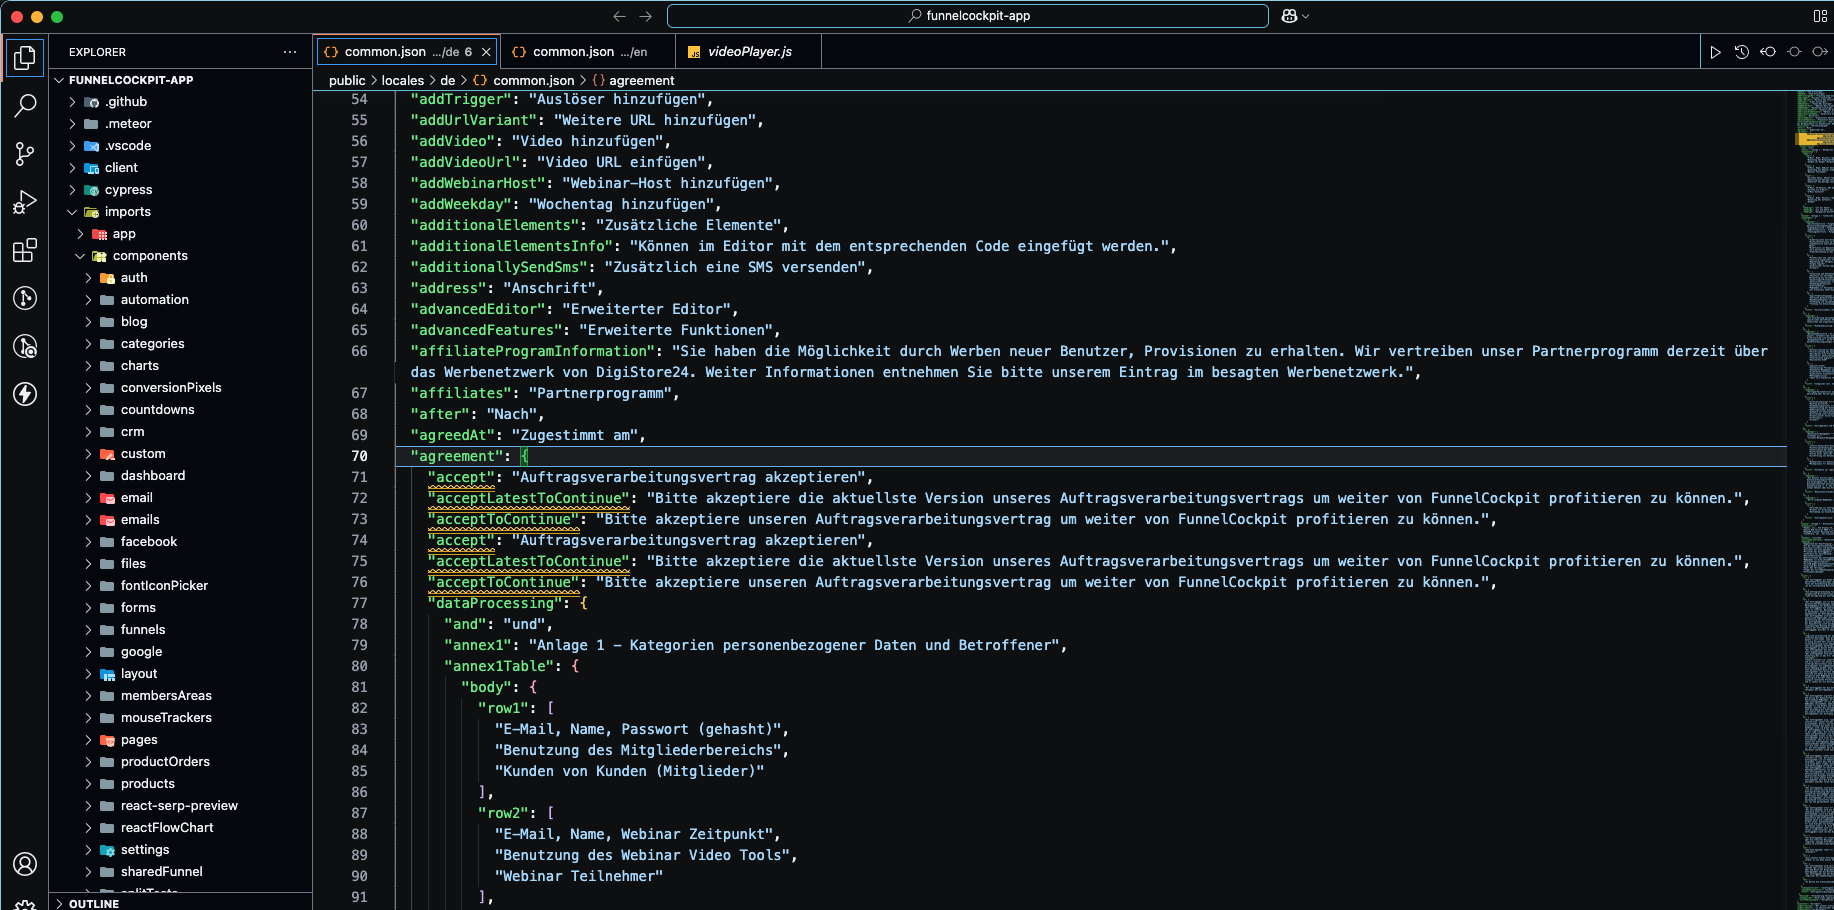 funnelcockpit-app
EXPLORER
common.json .../de 6
common.json .../en
videoPlayer.js
public > locales > de > {} common.json > {} agreement
FUNNELCOCKPIT-APP
.github
.meteor
.vscode
client
cypress
imports
app
components
auth
automation
blog
categories
charts
conversionPixels
countdowns
crm
custom
dashboard
email
emails
facebook
files
fontIconPicker
forms
funnels
google
layout
membersAreas
mouseTrackers
pages
productOrders
products
react-serp-preview
reactFlowChart
settings
sharedFunnel
splitTests
OUTLINE
54 "addTrigger": "Auslöser hinzufügen",
55 "addUrlVariant": "Weitere URL hinzufügen",
56 "addVideo": "Video hinzufügen",
57 "addVideoUrl": "Video URL einfügen",
58 "addWebinarHost": "Webinar-Host hinzufügen",
59 "addWeekday": "Wochentag hinzufügen",
60 "additionalElements": "Zusätzliche Elemente",
61 "additionalElementsInfo": "Können im Editor mit dem entsprechenden Code eingefügt werden.",
62 "additionallySendSms": "Zusätzlich eine SMS versenden",
63 "address": "Anschrift",
64 "advancedEditor": "Erweiterter Editor",
65 "advancedFeatures": "Erweiterte Funktionen",
66 "affiliateProgramInformation": "Sie haben die Möglichkeit durch Werben neuer Benutzer, Provisionen zu erhalten. Wir vertreiben unser Partnerprogramm derzeit über
das Werbenetzwerk von DigiStore24. Weiter Informationen entnehmen Sie bitte unserem Eintrag im besagten Werbenetzwerk.",
67 "affiliates": "Partnerprogramm",
68 "after": "Nach",
69 "agreedAt": "Zugestimmt am",
70 "agreement": {
71 "accept": "Auftragsverarbeitungsvertrag akzeptieren",
72 "acceptLatestToContinue": "Bitte akzeptiere die aktuellste Version unseres Auftragsverarbeitungsvertrags um weiter von FunnelCockpit profitieren zu können.",
73 "acceptToContinue": "Bitte akzeptiere unseren Auftragsverarbeitungsvertrag um weiter von FunnelCockpit profitieren zu können.",
74 "accept": "Auftragsverarbeitungsvertrag akzeptieren",
75 "acceptLatestToContinue": "Bitte akzeptiere die aktuellste Version unseres Auftragsverarbeitungsvertrags um weiter von FunnelCockpit profitieren zu können.",
76 "acceptToContinue": "Bitte akzeptiere unseren Auftragsverarbeitungsvertrag um weiter von FunnelCockpit profitieren zu können.",
77 "dataProcessing": {
78 "and": "und",
79 "annex1": "Anlage 1 – Kategorien personenbezogener Daten und Betroffener",
80 "annex1Table": {
81 "body": {
82 "row1": [
83 "E-Mail, Name, Passwort (gehasht)",
84 "Benutzung des Mitgliederbereichs",
85 "Kunden von Kunden (Mitglieder)"
86 ],
87 "row2": [
88 "E-Mail, Name, Webinar Zeitpunkt",
89 "Benutzung des Webinar Video Tools",
90 "Webinar Teilnehmer"
91 ],